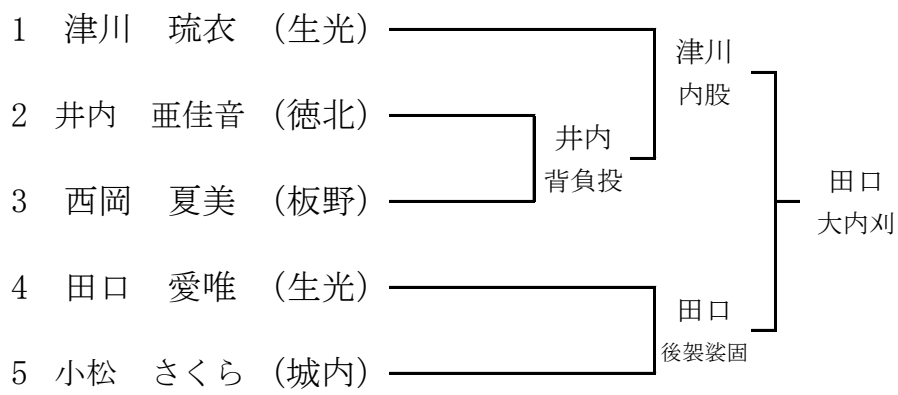 1 津川 琉衣 (生光)
津川
内股
2 井内 亜佳音 (徳北)
井内
背負投
3 西岡 夏美 (板野)
田口
大内刈
4 田口 愛唯 (生光)
田口
後袈裟固
5 小松 さくら (城内)